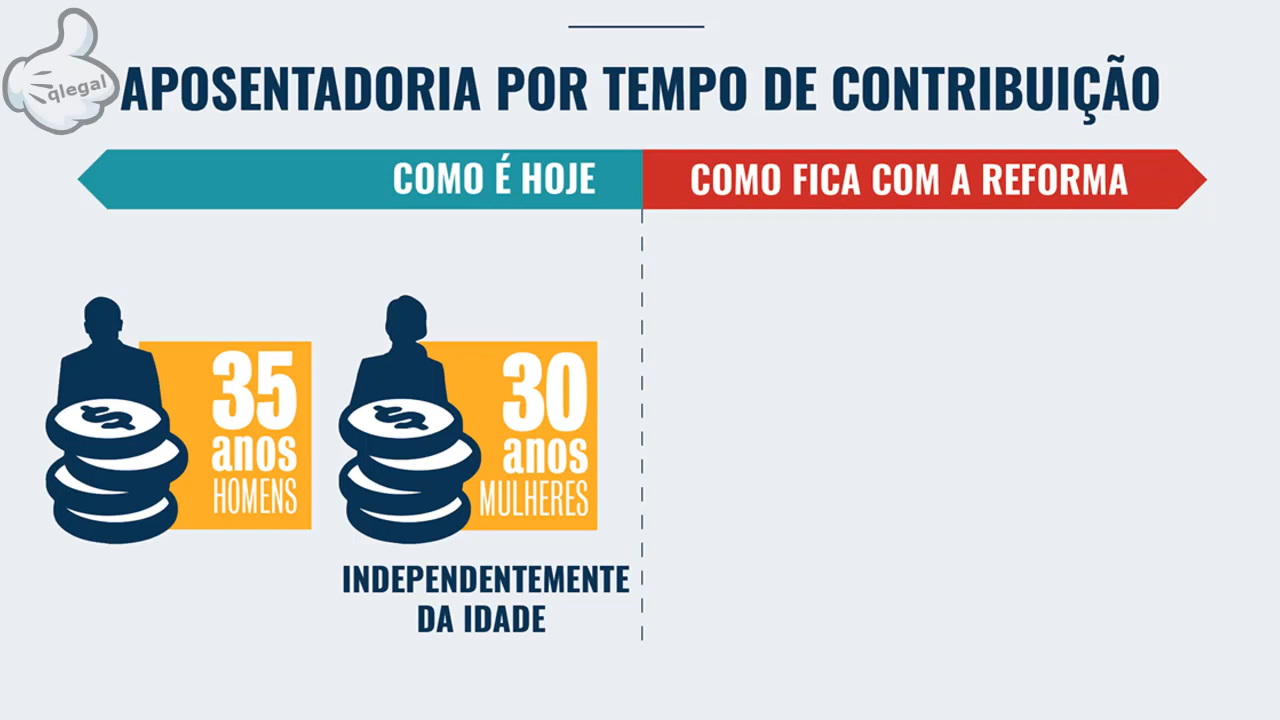 qlegal
APOSENTADORIA POR TEMPO DE CONTRIBUIÇÃO
COMO É HOJE
COMO FICA COM A REFORMA
35
anos
HOMENS
30
anos
MULHERES
INDEPENDENTEMENTE
DA IDADE